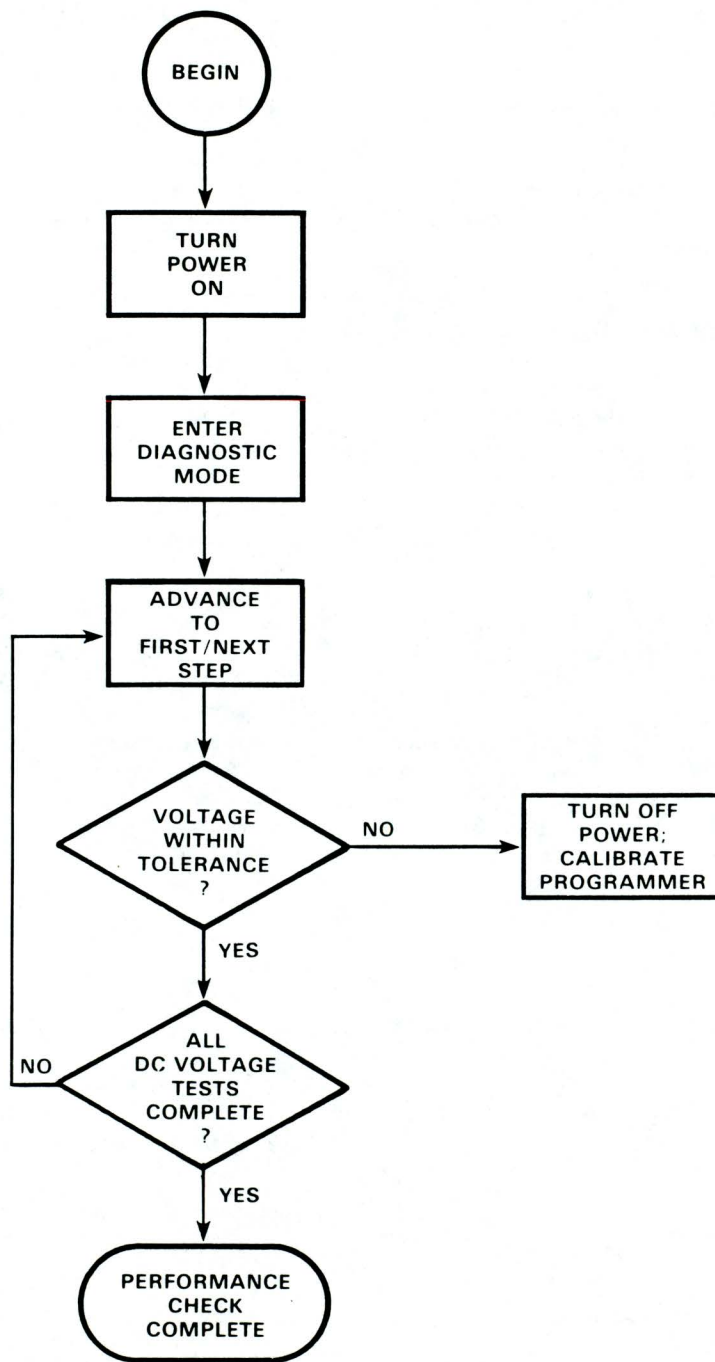 BEGIN
TURN
POWER
ON
ENTER
DIAGNOSTIC
MODE
ADVANCE
TO
FIRST/NEXT
STEP
VOLTAGE
WITHIN
TOLERANCE
?
NO
TURN OFF
POWER;
CALIBRATE
PROGRAMMER
YES
ALL
DC VOLTAGE
TESTS
COMPLETE
?
NO
YES
PERFORMANCE
CHECK
COMPLETE